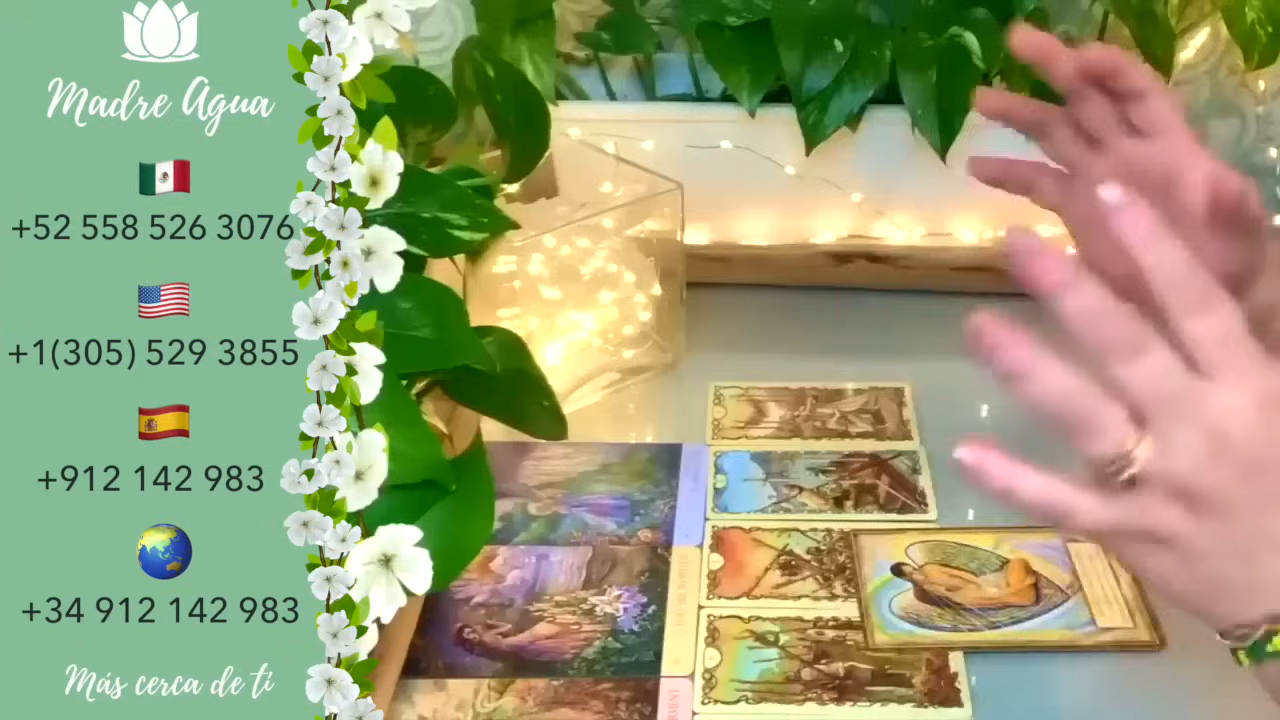 Madre Agua
+52 558 526 3076
+1(305) 529 3855
+912 142 983
+34 912 142 983
Más cerca de ti